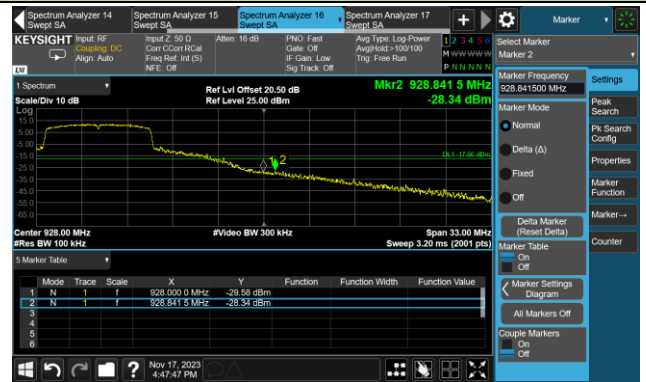 Spectrum Analyzer 14
Swept SA
Spectrum Analyzer 15
Swept SA
Spectrum Analyzer 16
Swept SA
Spectrum Analyzer 17
Swept SA
Marker
KEYSIGHT
Input: RF
Coupling: DC
Align: Auto
Input Z: 50 Ω
Corr CCorr RCal
Freq Ref: Int (S)
NFE: Off
Atten: 16 dB
PNO: Fast
Gate: Off
IF Gain: Low
Sig Track: Off
Avg Type: Log-Power
Avg|Hold:>100/100
Trig: Free Run
1 2 3 4 5 6
M W W W W W
P N N N N N
LXI
Select Marker
Marker 2
1 Spectrum
Scale/Div 10 dB
Ref Lvl Offset 20.50 dB
Ref Level 25.00 dBm
Mkr2 928.841 5 MHz
-28.34 dBm
Log
15.0
5.00
-5.00
-15.0
-25.0
-35.0
-45.0
-55.0
-65.0
1
2
DL1 -17.66 dBm
Center 928.00 MHz
#Res BW 100 kHz
#Video BW 300 kHz
Span 33.00 MHz
Sweep 3.20 ms (2001 pts)
5 Marker Table
Mode Trace Scale X Y Function Function Width Function Value
1 N 1 f 928.000 0 MHz -29.58 dBm
2 N 1 f 928.841 5 MHz -28.34 dBm
3
4
5
6
Marker Frequency
928.841500 MHz
Marker Mode
Normal
Delta (Δ)
Fixed
Off
Delta Marker
(Reset Delta)
Marker Table
On
Off
Marker Settings
Diagram
All Markers Off
Couple Markers
On
Off
Settings
Peak
Search
Pk Search
Config
Properties
Marker
Function
Marker→
Counter
?
Nov 17, 2023
4:47:47 PM